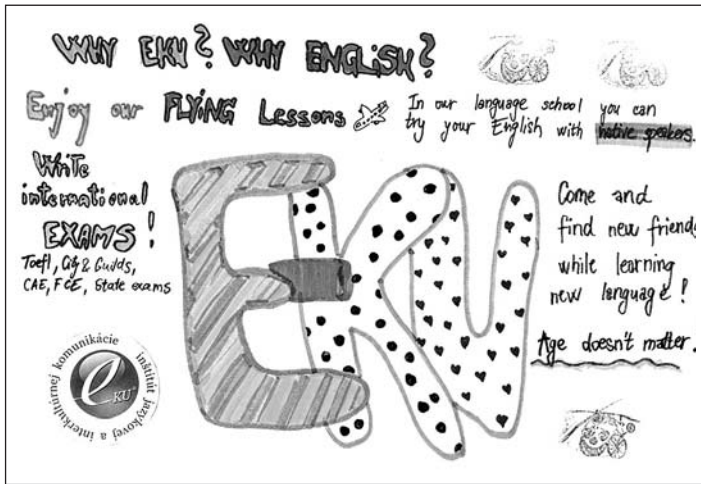 WHY EKU? WHY ENGLISH?
Enjoy our FLYING Lessons
In our language school you can
try your English with native speakers.
Write
international
EXAMS!
Toefl, City & Guilds,
CAE, FCE, State exams
EKU
Come and
find new friends
while learning
new language!
Age doesn't matter.
inštitút jazykovej a interkultúrnej komunikácie
eKU